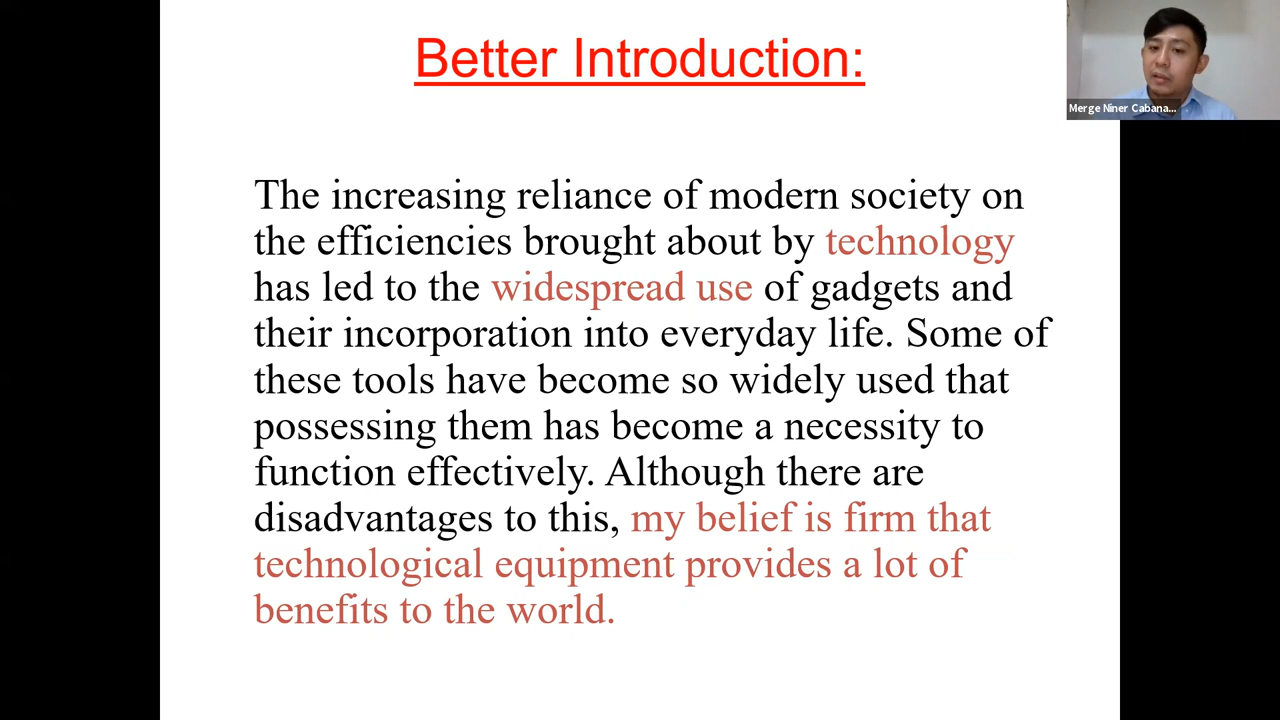 Better Introduction:
Merge Niner Cabana...
The increasing reliance of modern society on
the efficiencies brought about by technology
has led to the widespread use of gadgets and
their incorporation into everyday life. Some of
these tools have become so widely used that
possessing them has become a necessity to
function effectively. Although there are
disadvantages to this, my belief is firm that
technological equipment provides a lot of
benefits to the world.